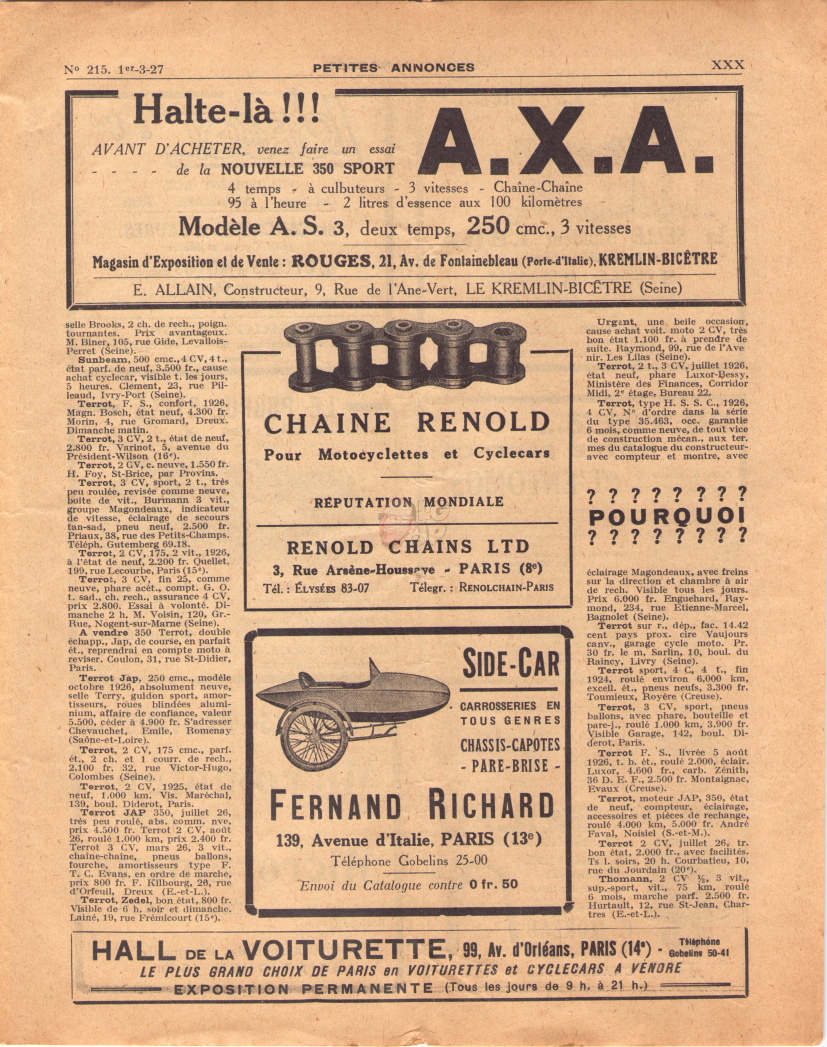 No 215. 1er-3-27
PETITES ANNONCES
XXX
Halte-là !!!
AVANT D'ACHETER, venez faire un essai
- - - - de la NOUVELLE 350 SPORT
A.X.A.
4 temps - à culbuteurs - 3 vitesses - Chaîne-Chaîne
95 à l'heure - 2 litres d'essence aux 100 kilomètres
Modèle A. S. 3, deux temps, 250 cmc., 3 vitesses
Magasin d'Exposition et de Vente : ROUGES, 21, Av. de Fontainebleau (Porte-d'Italie), KREMLIN-BICÊTRE
E. ALLAIN, Constructeur, 9, Rue de l'Ane-Vert, LE KREMLIN-BICÊTRE (Seine)
selle Brooks, 2 ch. de rech., poign.
tournantes. Prix avantageux.
M. Biner, 105, rue Gide, Levallois-
Perret (Seine).
Sunbeam, 500 cmc., 4 CV, 4 t.,
état parf. de neuf, 3.500 fr., cause
achat cyclecar, visible t. les jours,
5 heures. Clément, 23, rue Pil-
leaud, Ivry-Port (Seine).
Terrot, F. S., confort, 1926,
Magn. Bosch, état neuf, 4.300 fr.
Morin, 4, rue Gromard, Dreux.
Dimanche matin.
Terrot, 3 CV, 2 t., état de neuf,
2.800 fr. Varinot, 5, avenue du
Président-Wilson (16e).
Terrot, 2 CV, c. neuve, 1.550 fr.
H. Foy, St-Brice, par Provins.
Terrot, 3 CV, sport, 2 t., très
peu roulée, revisée comme neuve,
boite de vit., Burmann 3 vit.,
groupe Magondeaux, indicateur
de vitesse, éclairage de secours
tan-sad, pneu neuf, 2.500 fr.
Priaux, 38, rue des Petits-Champs.
Téléph. Gutemberg 69.18.
Terrot, 2 CV, 175, 2 vit., 1926,
à l'état de neuf, 2.200 fr. Quellet,
199, rue Lecourbe, Paris (15e).
Terrot, 3 CV, fin 25, comme
neuve, phare acét., compt. G. O.
t. sad., ch. rech., assurance 4 CV,
prix 2.800. Essai à volonté. Di-
manche 2 h. M. Voisin, 120, Gr.-
Rue, Nogent-sur-Marne (Seine).
A vendre 350 Terrot, double
échapp., Jap, de course, en parfait
ét., reprendrai en compte moto à
reviser. Coulon, 31, rue St-Didier,
Paris.
Terrot Jap, 250 cmc., modèle
octobre 1926, absolument neuve,
selle Terry, guidon sport, amor-
tisseurs, roues blindées alumi-
nium, affaire de confiance, valeur
5.500, céder à 4.900 fr. S'adresser
Chevauchet, Emile, Romenay
(Saône-et-Loire).
Terrot, 2 CV, 175 cmc., parf.
ét., 2 ch. et 1 courr. de rech.,
2.100 fr. 32, rue Victor-Hugo,
Colombes (Seine).
Terrot, 2 CV, 1925, état de
neuf, 1.000 km. Vis. Maréchal,
139, boul. Diderot, Paris.
Terrot JAP 350, juillet 26,
très peu roulé, abs. comm. nve,
prix 4.500 fr. Terrot 2 CV, août
26, roulé 1.000 km, prix 2.400 fr.
Terrot 3 CV, mars 26, 3 vit.,
chaîne-chaîne, pneus ballons,
fourche, amortisseurs type F.
T. C. Evans, en ordre de marche,
prix 800 fr. F. Kilbourg, 26, rue
d'Orfeuil, Dreux (E.-et-L.).
Terrot, Zedel, bon état, 800 fr.
Visible de 6 h. soir et dimanche.
Lainé, 19, rue Frémicourt (15e).
CHAINE RENOLD
Pour Motocyclettes et Cyclecars
RÉPUTATION MONDIALE
RENOLD CHAINS LTD
3, Rue Arsène-Houssaye - PARIS (8e)
Tél. : ÉLYSÉES 83-07 Télegr. : RENOLCHAIN-PARIS
SIDE-CAR
CARROSSERIES EN
TOUS GENRES
CHASSIS-CAPOTES
- PARE-BRISE -
FERNAND RICHARD
139, Avenue d'Italie, PARIS (13e)
Téléphone Gobelins 25-00
Envoi du Catalogue contre 0 fr. 50
Urgent, une belle occasion,
cause achat voit. moto 2 CV, très
bon état 1.100 fr. à prendre de
suite. Raymond, 99, rue de l'Ave
nir. Les Lilas (Seine).
Terrot, 2 t., 3 CV, juillet 1926,
état neuf, phare Luxor-Bessy,
Ministère des Finances, Corridor
Midi, 2e étage, Bureau 22.
Terrot, type H. S. S. C., 1926,
4 CV, No d'ordre dans la série
du type 35.463, occ. garantie
6 mois, comme neuve, de tout vice
de construction mécan., aux ter.
mes du catalogue du constructeur-
avec compteur et montre, avec
? ? ? ? ? ? ? ?
POURQUOI
? ? ? ? ? ? ? ?
éclairage Magondeaux, avec freins
sur la direction et chambre à air
de rech. Visible tous les jours.
Prix 6.000 fr. Enguehard, Ray-
mond, 234, rue Etienne-Marcel,
Bagnolet (Seine).
Terrot sur r., dép., fac. 14.42
cent pays prox. cire Vaujours
canv., garage cycle moto. Pr.
30 fr. le m. Sarlin, 10, boul. du
Raincy, Livry (Seine).
Terrot sport, 4 C, 4 t., fin
1924, roulé environ 6.000 km,
excell. ét., pneus neufs, 3.300 fr.
Toumieux, Royére (Creuse).
Terrot, 3 CV, sport, pneus
ballons, avec phare, bouteille et
pare-j., roulé 1.000 km, 3.900 fr.
Visible Garage, 142, boul. Di-
derot, Paris.
Terrot F. S., livrée 5 août
1926, t. b. ét., roulé 2.000, éclair.
Luxor, 4.600 fr., carb. Zénith,
36 D. E. F., 2.500 fr. Montaignac,
Evaux (Creuse).
Terrot, moteur JAP, 350, état
de neuf, compteur, éclairage,
accessoires et pièces de rechange,
roulé 4.000 km, 5.000 fr. André
Faval, Noisiel (S.-et-M.).
Terrot 2 CV, juillet 26, tr.
bon état, 2.000 fr., avec facilités.
Ts l. soirs, 20 h. Courbatieu, 10,
rue du Jourdain (20e).
Thomann, 2 CV ½, 3 vit.,
sup.-sport, vit., 75 km, roulé
6 mois, marche parf. 2.500 fr.
Hurtault, 12, rue St-Jean, Char-
tres (E.-et-L.).
HALL DE LA VOITURETTE, 99, Av. d'Orléans, PARIS (14e) - Téléphone Gobelins 50-41
LE PLUS GRAND CHOIX DE PARIS en VOITURETTES et CYCLECARS A VENDRE
EXPOSITION PERMANENTE (Tous les jours de 9 h. à 21 h.)